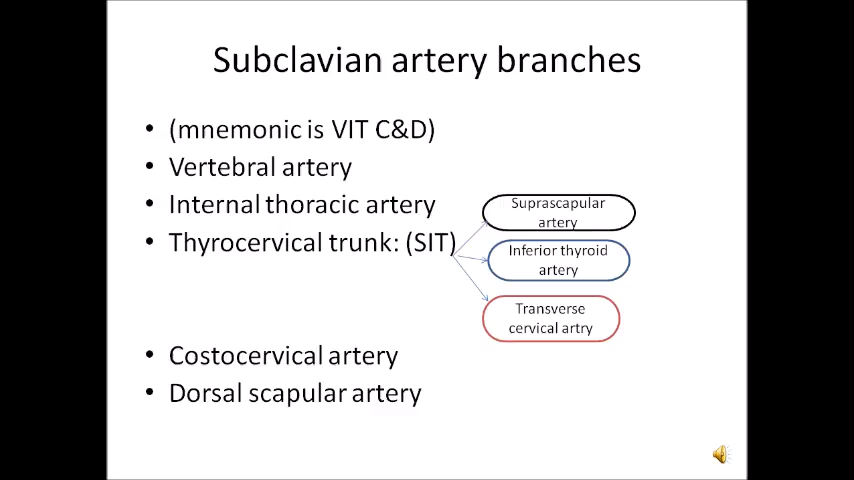 Subclavian artery branches
• (mnemonic is VIT C&D)
• Vertebral artery
• Internal thoracic artery
• Thyrocervical trunk: (SIT)
Suprascapular
artery
Inferior thyroid
artery
Transverse
cervical artry
• Costocervical artery
• Dorsal scapular artery